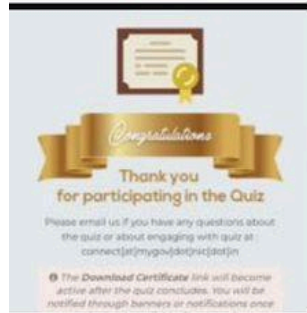 Congratulations
Thank you
for participating in the Quiz
Please email us if you have any questions about
the quiz or about engaging with quiz at :
connect[at]mygov[dot]nic[dot]in
The Download Certificate link will become
active after the quiz concludes. You will be
notified through banners or notifications once